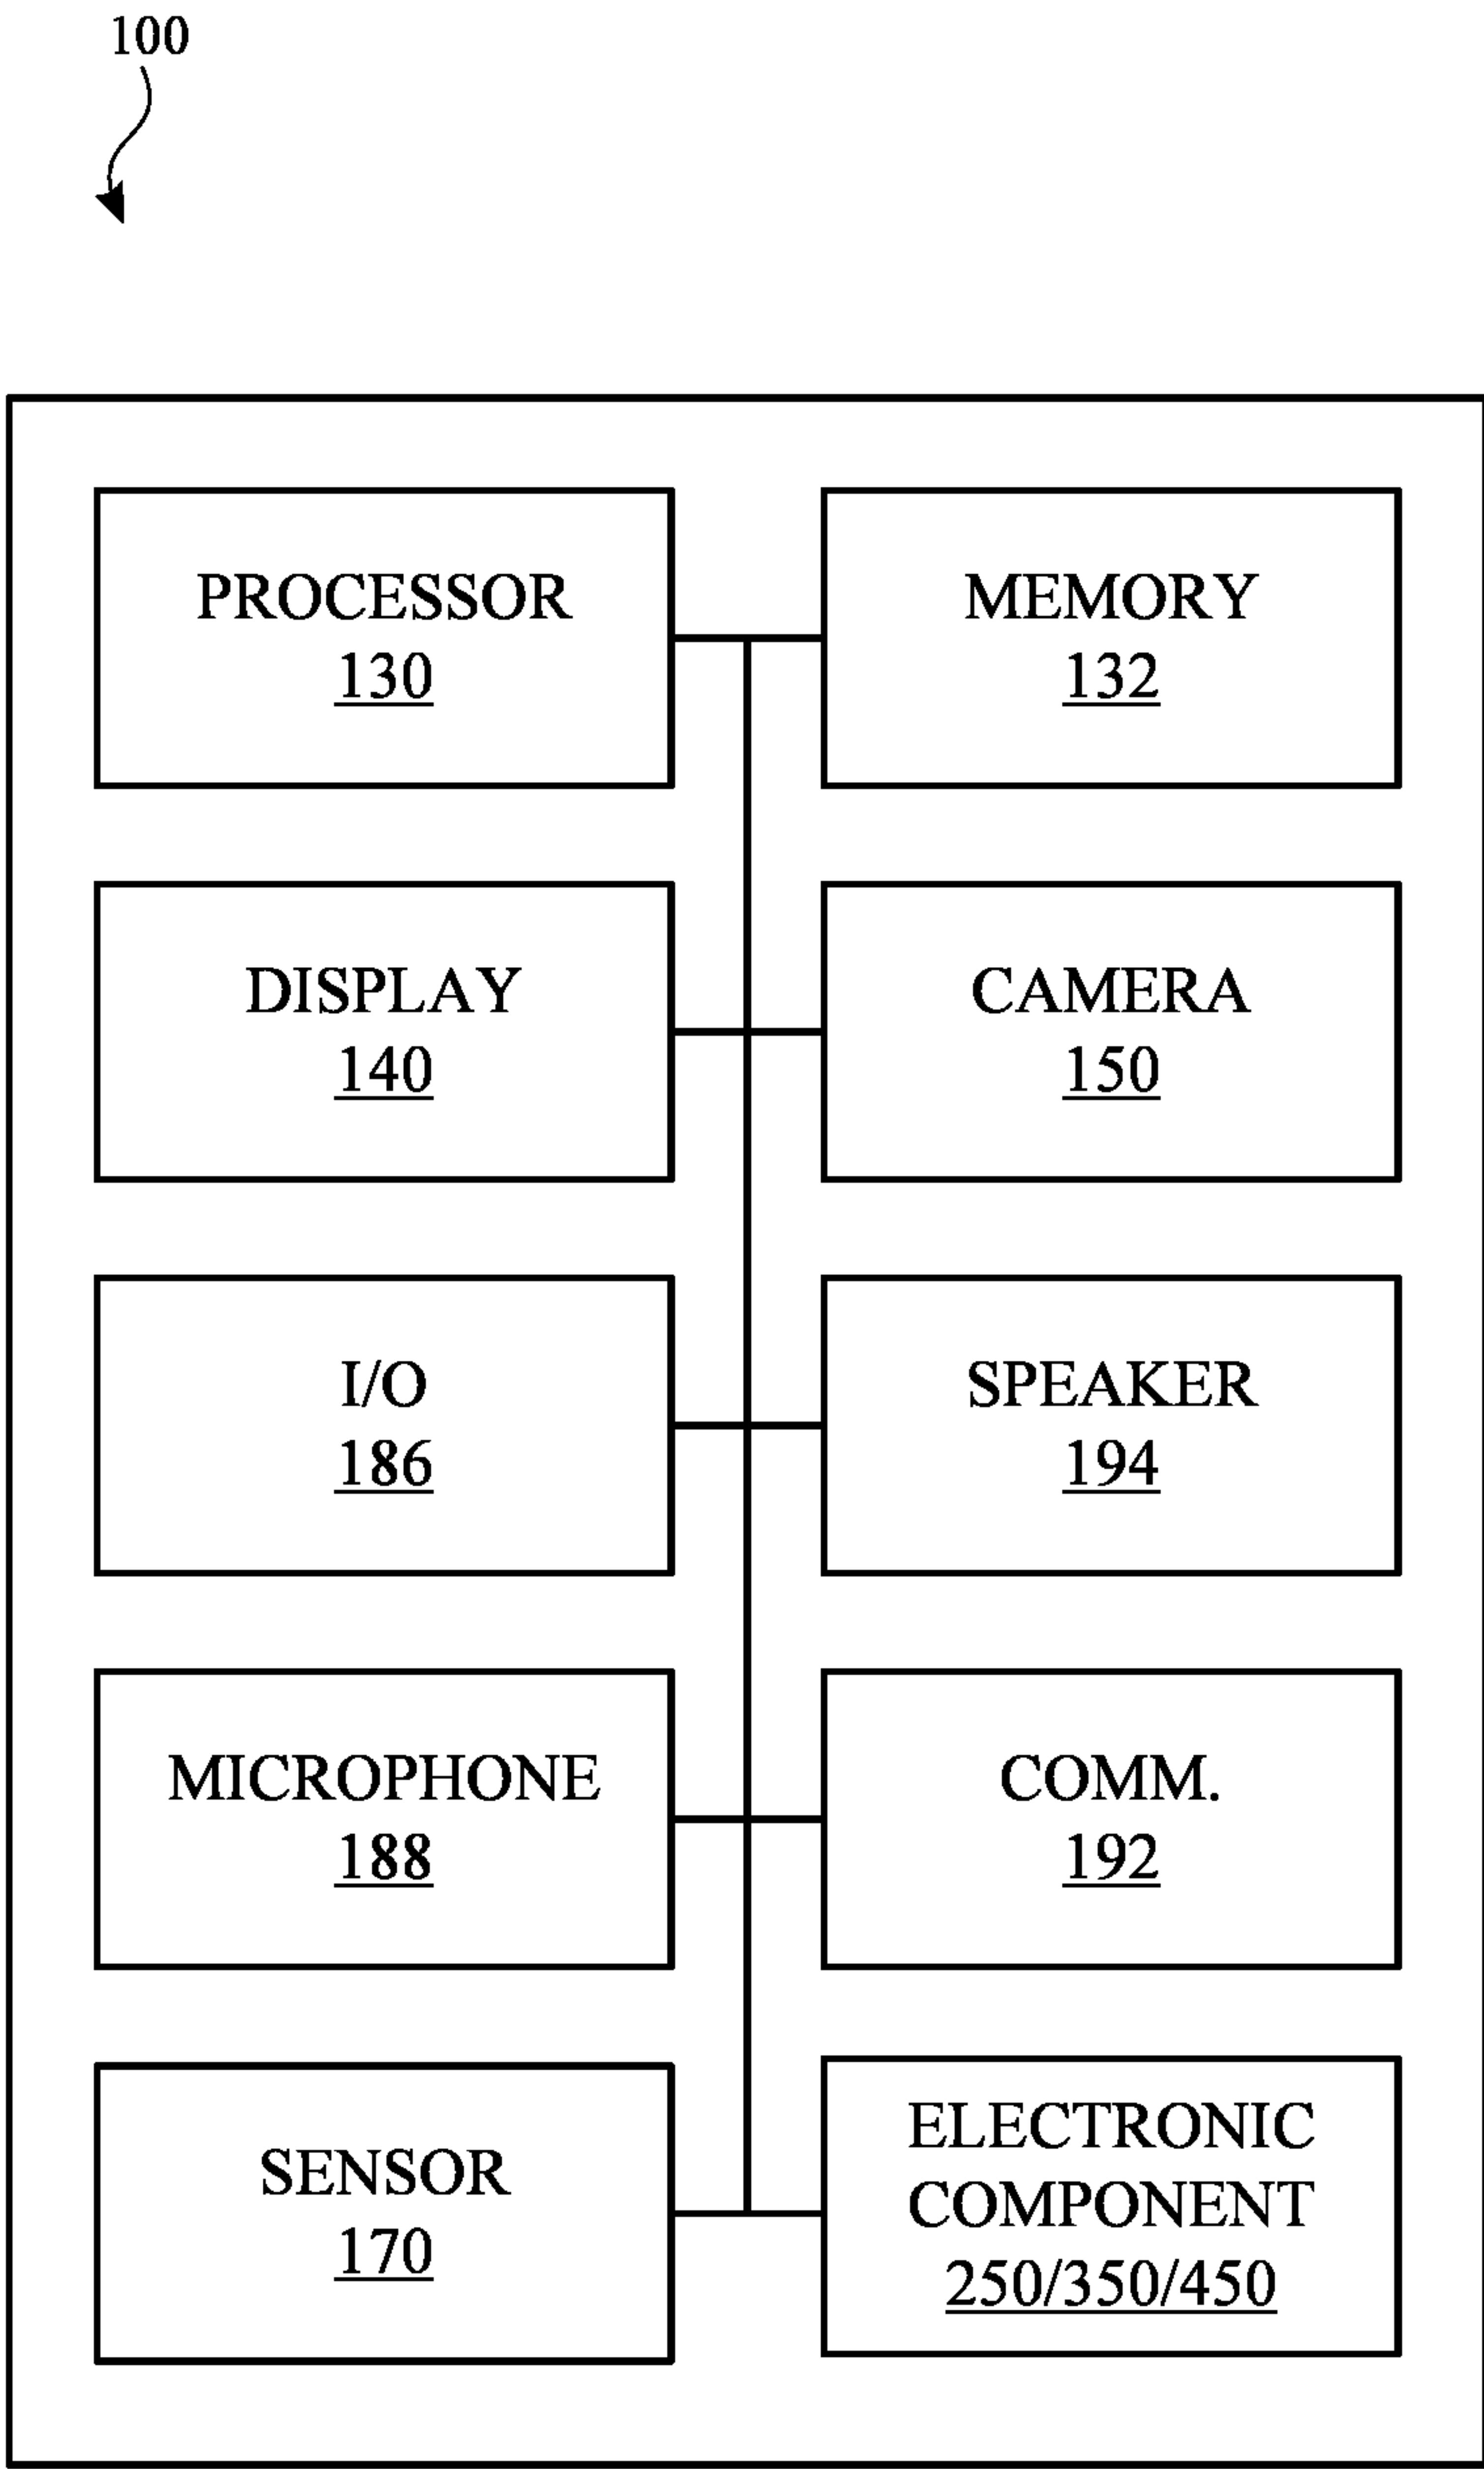 100
PROCESSOR
130
MEMORY
132
DISPLAY
140
CAMERA
150
I/O
186
SPEAKER
194
MICROPHONE
188
COMM.
192
SENSOR
170
ELECTRONIC
COMPONENT
250/350/450